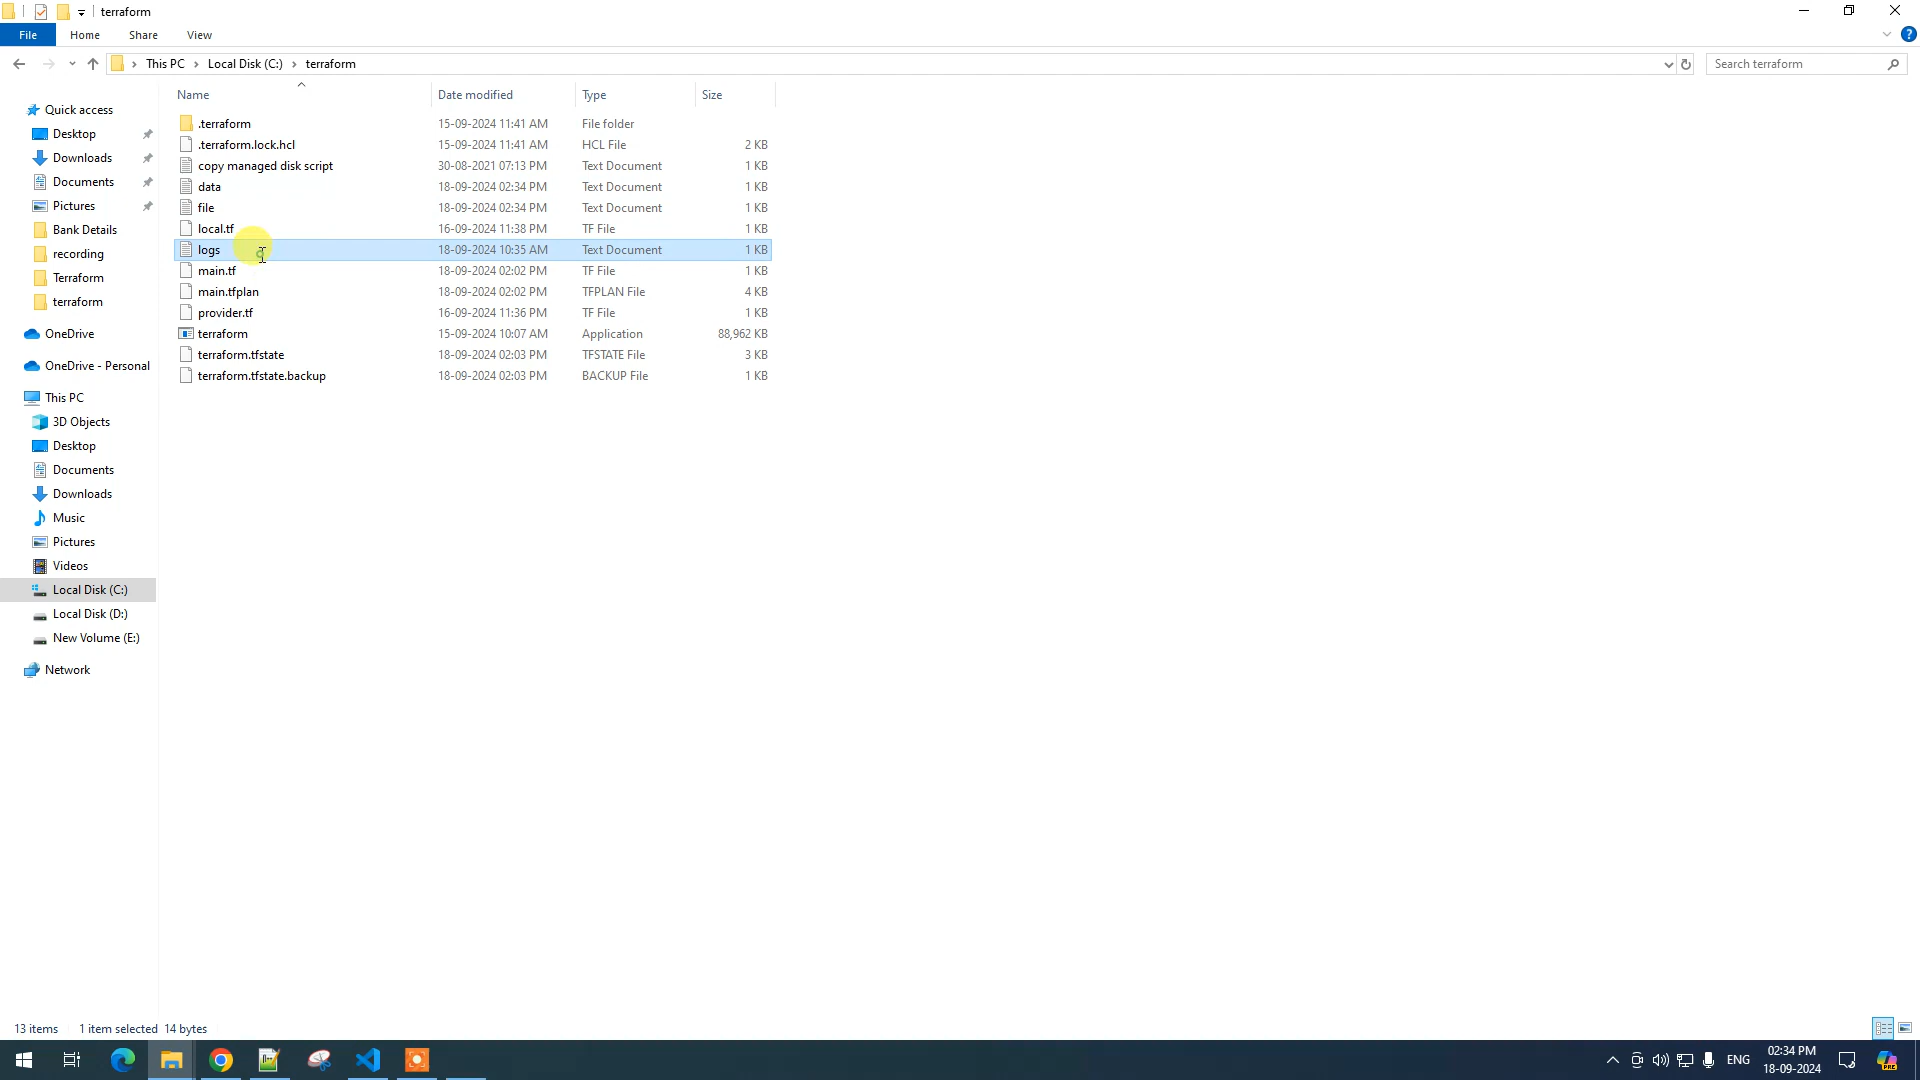 terraform
File Home Share View
This PC Local Disk (C:) terraform
Search terraform
Name Date modified Type Size
Quick access
Desktop
Downloads
Documents
Pictures
Bank Details
recording
Terraform
terraform
OneDrive
OneDrive - Personal
This PC
3D Objects
Desktop
Documents
Downloads
Music
Pictures
Videos
Local Disk (C:)
Local Disk (D:)
New Volume (E:)
Network
.terraform 15-09-2024 11:41 AM File folder
.terraform.lock.hcl 15-09-2024 11:41 AM HCL File 2 KB
copy managed disk script 30-08-2021 07:13 PM Text Document 1 KB
data 18-09-2024 02:34 PM Text Document 1 KB
file 18-09-2024 02:34 PM Text Document 1 KB
local.tf 16-09-2024 11:38 PM TF File 1 KB
logs 18-09-2024 10:35 AM Text Document 1 KB
main.tf 18-09-2024 02:02 PM TF File 1 KB
main.tfplan 18-09-2024 02:02 PM TFPLAN File 4 KB
provider.tf 16-09-2024 11:36 PM TF File 1 KB
terraform 15-09-2024 10:07 AM Application 88,962 KB
terraform.tfstate 18-09-2024 02:03 PM TFSTATE File 3 KB
terraform.tfstate.backup 18-09-2024 02:03 PM BACKUP File 1 KB
13 items 1 item selected 14 bytes
ENG
02:34 PM
18-09-2024